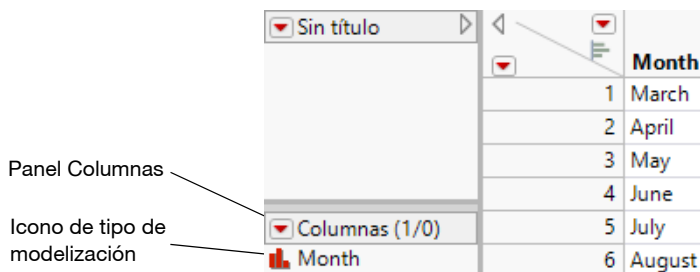 Sin título
Month
1 March
2 April
3 May
4 June
5 July
6 August
Panel Columnas
Columnas (1/0)
Icono de tipo de
modelización
Month